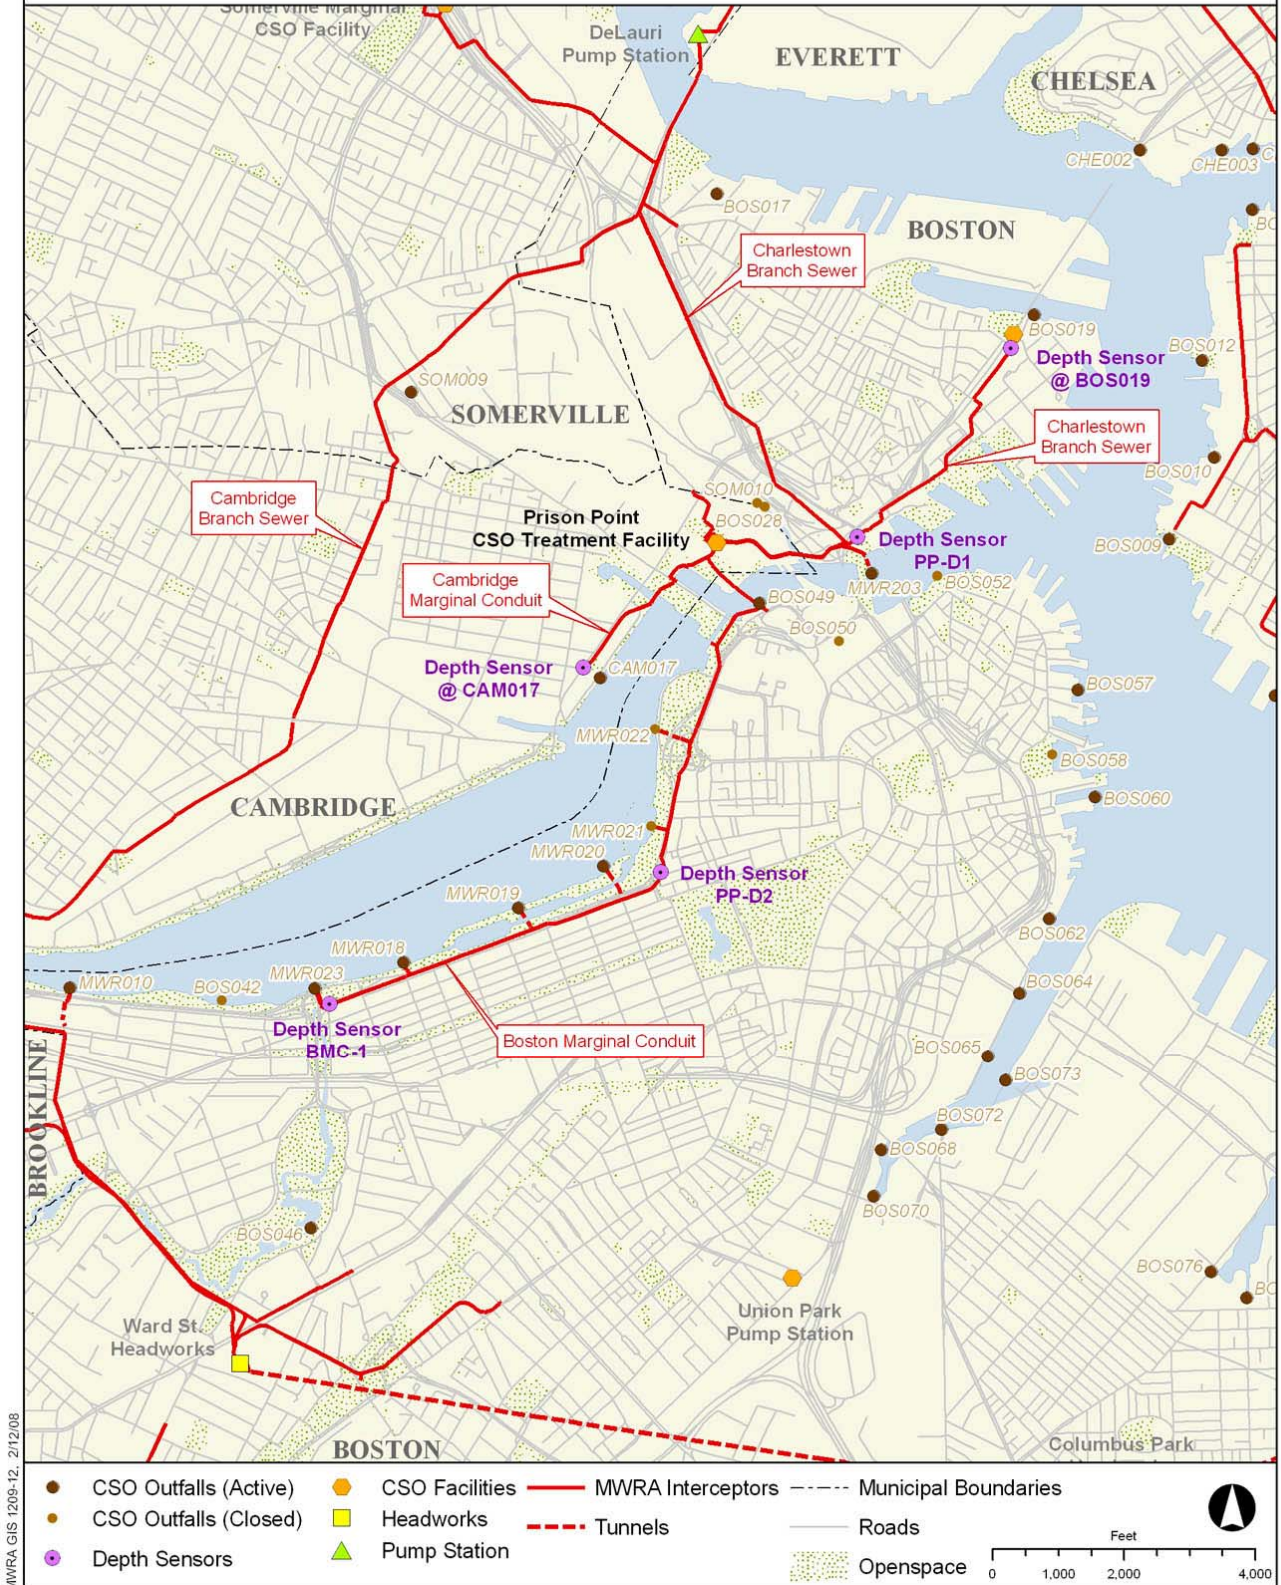 Somerville Marginal
CSO Facility
DeLauri
Pump Station
EVERETT
CHELSEA
CHE002
CHE003
BOS017
BOSTON
Charlestown
Branch Sewer
BOS019
Depth Sensor
@ BOS019
BOS012
SOM009
SOMERVILLE
Charlestown
Branch Sewer
BOS010
Cambridge
Branch Sewer
SOM010
BOS028
Prison Point
CSO Treatment Facility
Depth Sensor
PP-D1
BOS009
Cambridge
Marginal Conduit
BOS049
MWR203
BOS052
BOS050
Depth Sensor
@ CAM017
CAM017
BOS057
MWR022
BOS058
CAMBRIDGE
BOS060
MWR021
MWR020
Depth Sensor
PP-D2
MWR019
BOS062
MWR018
MWR010
BOS042
MWR023
BOS064
Depth Sensor
BMC-1
Boston Marginal Conduit
BOS065
BOS073
BROOKLINE
BOS072
BOS068
BOS070
BOS046
BOS076
Union Park
Pump Station
Ward St.
Headworks
BOSTON
Columbus Park
MWRA GIS 1209-12, 2/12/08
CSO Outfalls (Active)
CSO Outfalls (Closed)
Depth Sensors
CSO Facilities
Headworks
Pump Station
MWRA Interceptors
Tunnels
Municipal Boundaries
Roads
Openspace
Feet
0 1,000 2,000 4,000